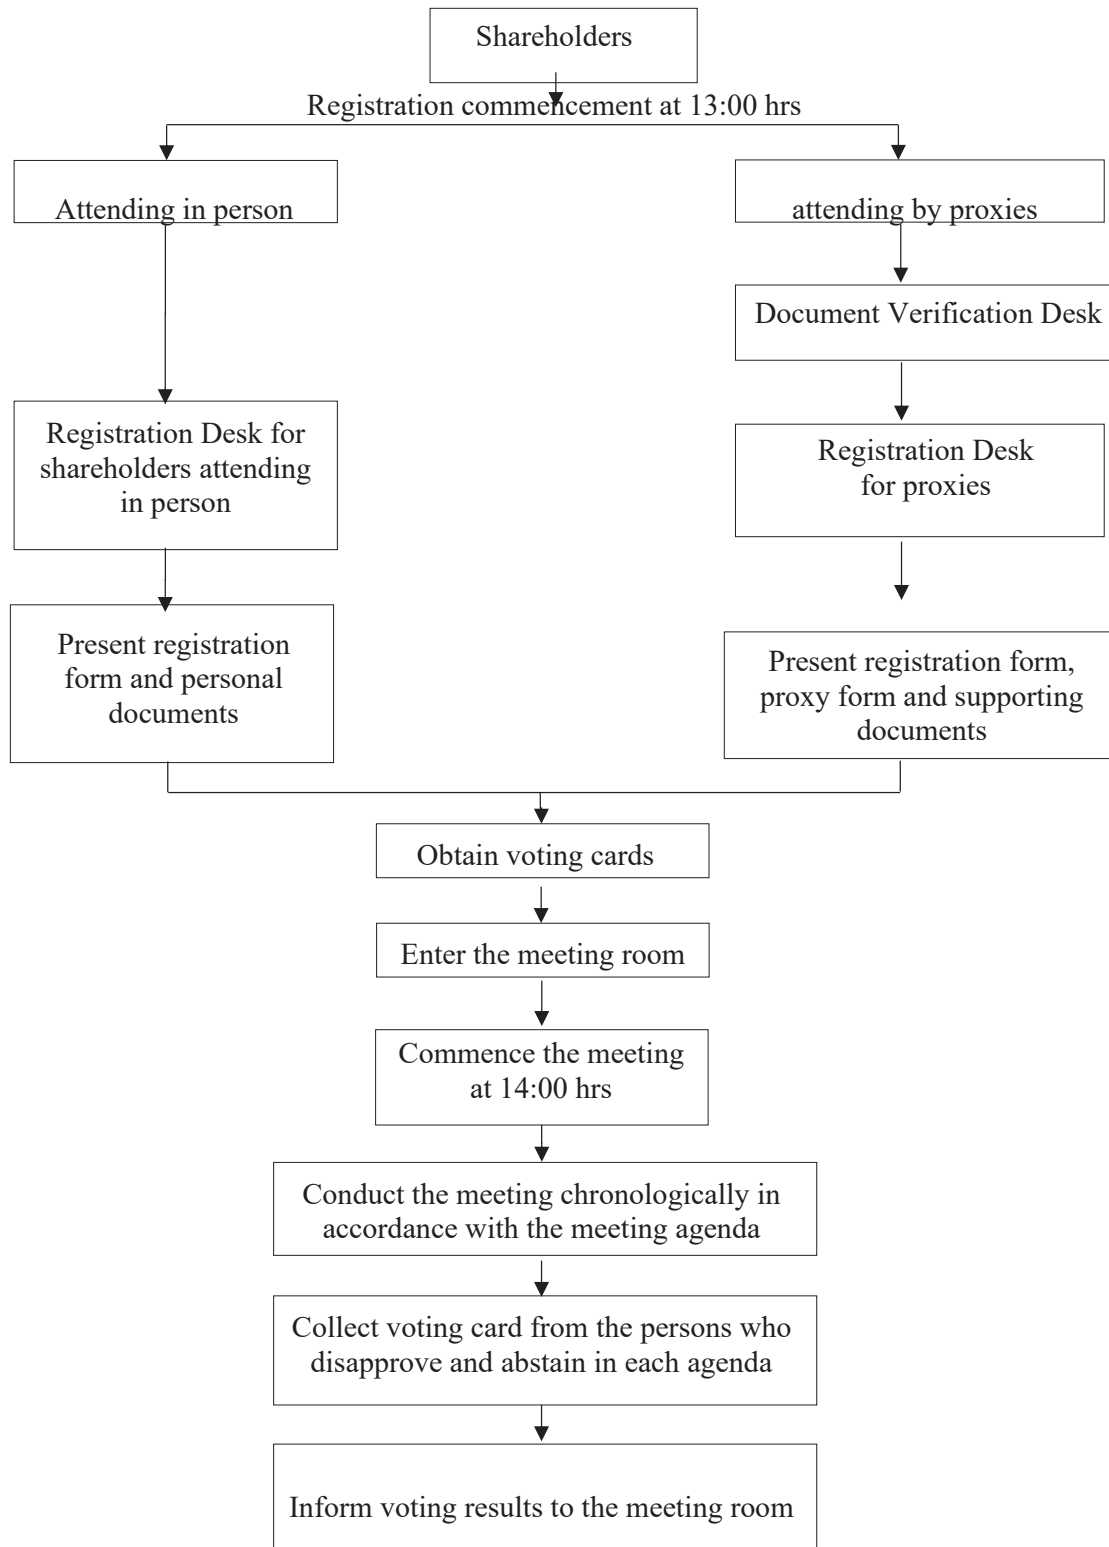 Shareholders
Registration commencement at 13:00 hrs
Attending in person
attending by proxies
Document Verification Desk
Registration Desk for
shareholders attending
in person
Registration Desk
for proxies
Present registration
form and personal
documents
Present registration form,
proxy form and supporting
documents
Obtain voting cards
Enter the meeting room
Commence the meeting
at 14:00 hrs
Conduct the meeting chronologically in
accordance with the meeting agenda
Collect voting card from the persons who
disapprove and abstain in each agenda
Inform voting results to the meeting room